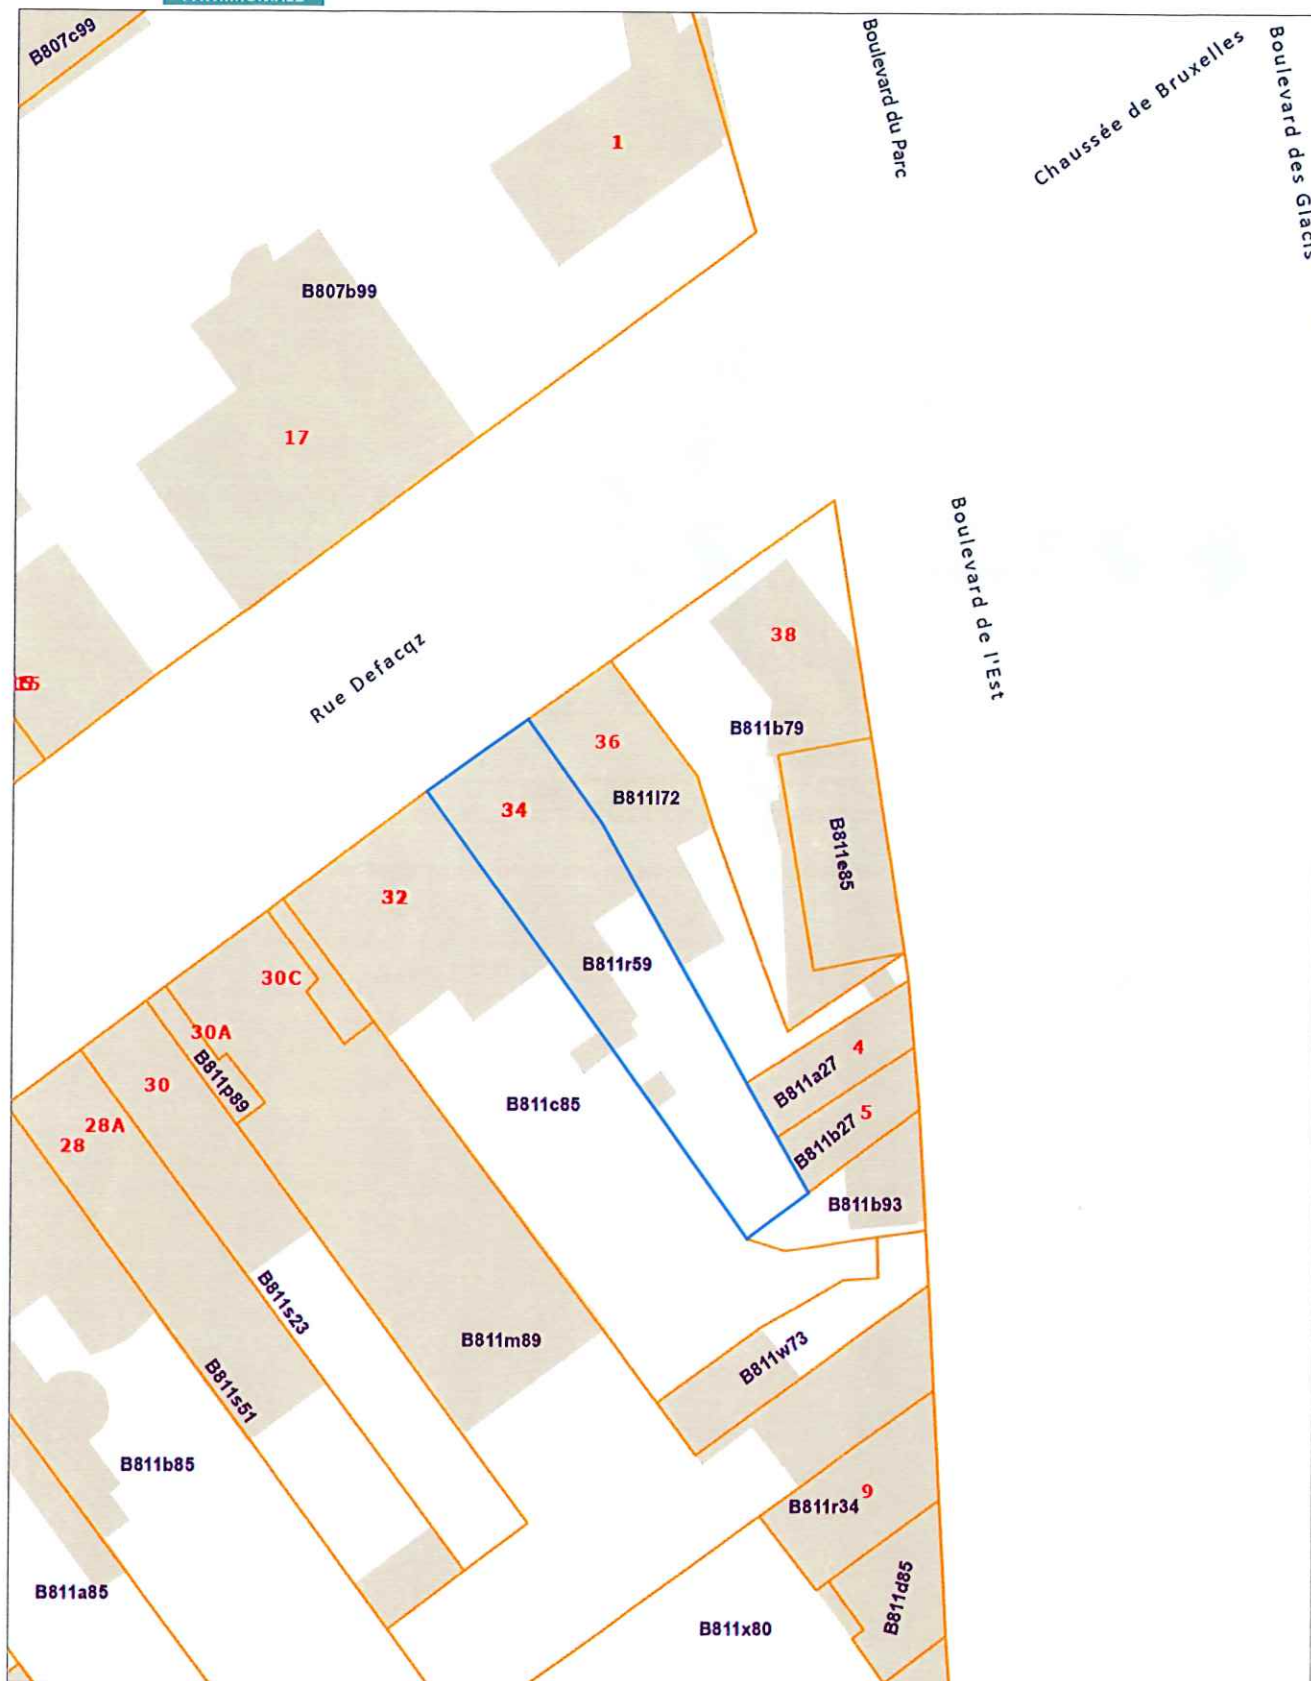 B807c99
Boulevard du Parc
Chaussée de Bruxelles
Boulevard des Glacis
1
B807b99
17
Boulevard de l'Est
38
Rue Defacqz
B811b79
36
B811l72
34
B811e85
32
B811r59
30C
30A
B811p89
30
28A
28
B811c85
4
B811a27
5
B811b27
B811b93
B811s23
B811m89
B811w73
B811s51
B811b85
9
B811r34
B811a85
B811d85
B811x80